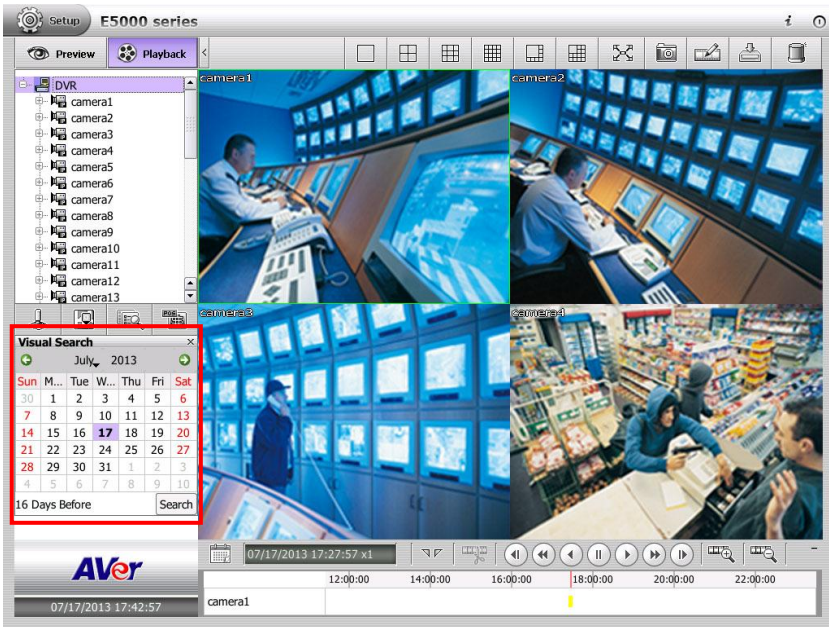 Setup E5000 series i
Preview Playback <
DVR
camera1
camera2
camera3
camera4
camera5
camera6
camera7
camera8
camera9
camera10
camera11
camera12
camera13
POS
Visual Search ×
July 2013
Sun M... Tue W... Thu Fri Sat
30 1 2 3 4 5 6
7 8 9 10 11 12 13
14 15 16 17 18 19 20
21 22 23 24 25 26 27
28 29 30 31 1 2 3
4 5 6 7 8 9 10
16 Days Before Search
AVer
07/17/2013 17:42:57
camera1
camera2
camera3
camera4
07/17/2013 17:27:57 x1
12:00:00 14:00:00 16:00:00 18:00:00 20:00:00 22:00:00
camera1